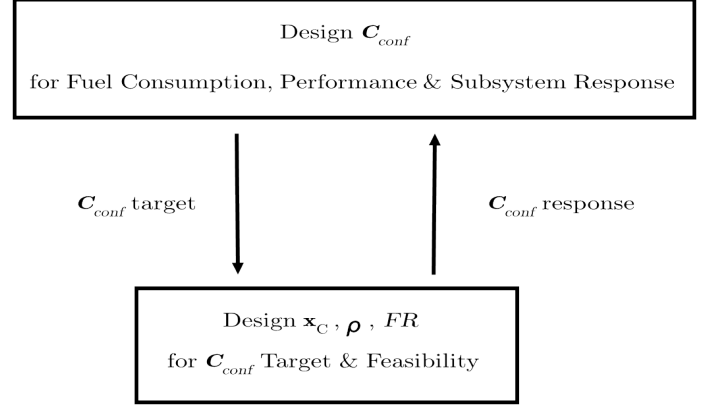 Design C_conf
for Fuel Consumption, Performance & Subsystem Response
C_conf target
C_conf response
Design x_C , ρ , FR
for C_conf Target & Feasibility